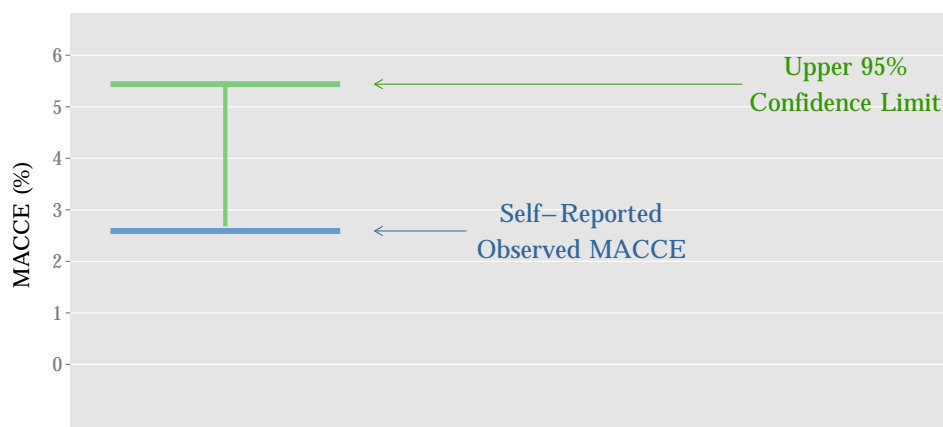 6
Upper 95%
5
Confidence Limit
4
MACCE (%)
3
Self–Reported
Observed MACCE
2
1
0